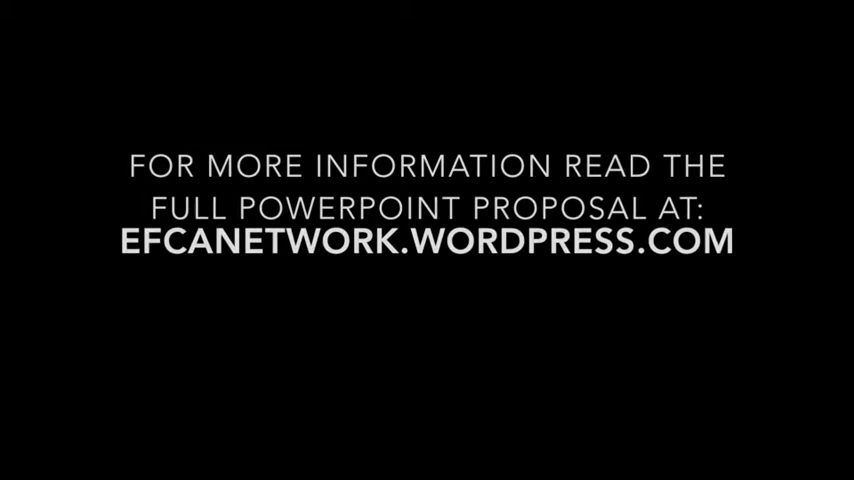 FOR MORE INFORMATION READ THE
FULL POWERPOINT PROPOSAL AT:
EFCANETWORK.WORDPRESS.COM